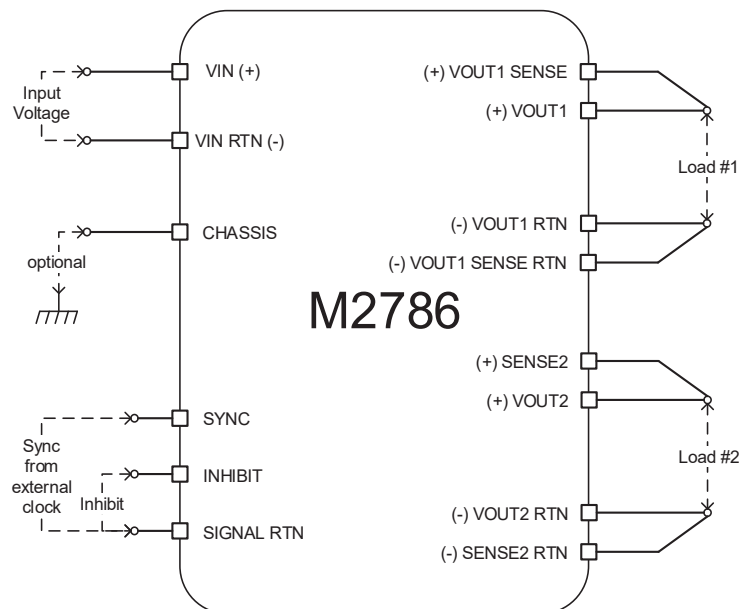 VIN (+)
Input
Voltage
VIN RTN (-)
CHASSIS
optional
M2786
SYNC
Sync
from
external
clock
Inhibit
INHIBIT
SIGNAL RTN
(+) VOUT1 SENSE
(+) VOUT1
Load #1
(-) VOUT1 RTN
(-) VOUT1 SENSE RTN
(+) SENSE2
(+) VOUT2
Load #2
(-) VOUT2 RTN
(-) SENSE2 RTN